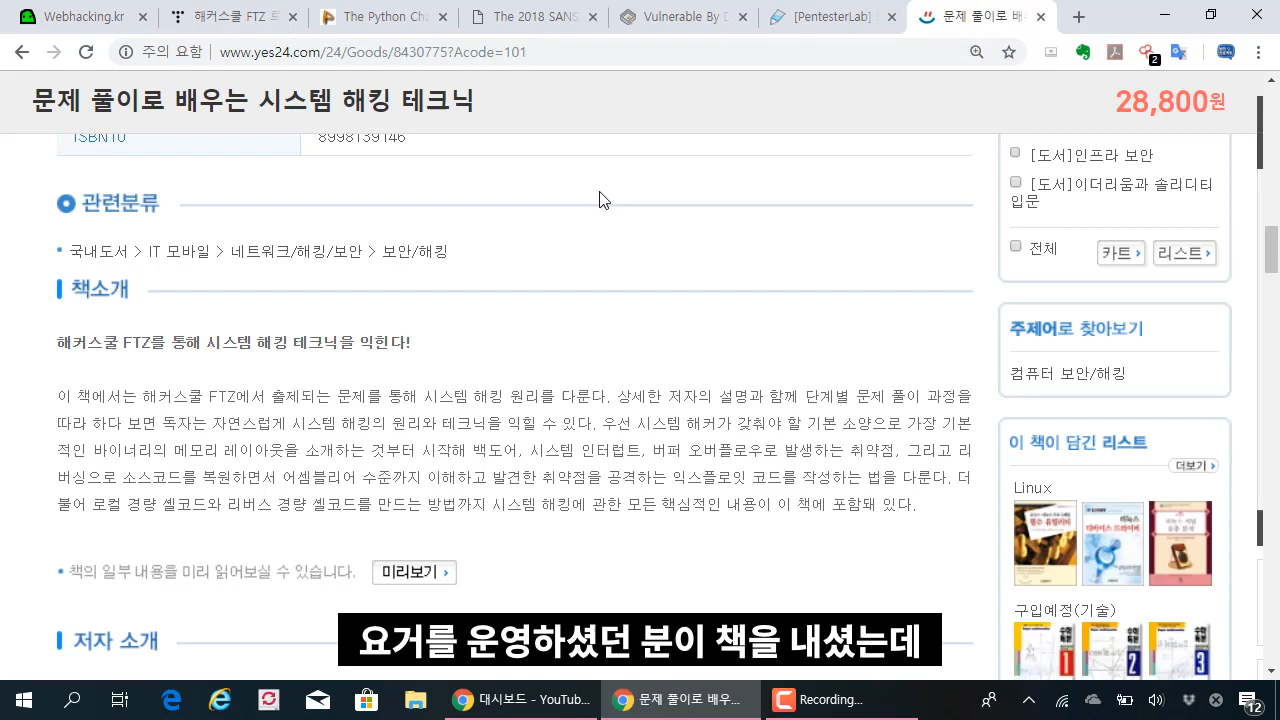 Webhacking.kr
해커스쿨 FTZ 트
The Python Cha
The 2018 SANS
Vulnerable By D
[PentesterLab] L
문제 풀이로 배우
주의 요함
www.yes24.com/24/Goods/8430775?Acode=101
2
문제 풀이로 배우는 시스템 해킹 테크닉
28,800원
ISBN10
8998139146
관련분류
국내도서 > IT 모바일 > 네트워크/해킹/보안 > 보안/해킹
책소개
해커스쿨 FTZ를 통해 시스템 해킹 테크닉을 익힌다!
이 책에서는 해커스쿨 FTZ에서 출제되는 문제를 통해 시스템 해킹 원리를 다룬다. 상세한 저자의 설명과 함께 단계별 문제 풀이 과정을
따라 하다 보면 독자는 자연스럽게 시스템 해킹의 원리와 테크닉을 익힐 수 있다. 우선 시스템 해커가 갖춰야 할 기본 소양으로 가장 기본
적인 바이너리의 메모리 레이아웃을 소개하는 것부터 시작해 백도어, 시스템 인터럽트, 버퍼 오버플로우로 발생하는 취약점, 그리고 리
버싱으로 소스코드를 복원하면서 어셈블리어 수준까지 이해하고 발견한 취약점을 공격하는 익스플로잇 코드를 작성하는 법을 다룬다. 더
불어 로컬 경량 셸코드와 리버스 경량 셸코드를 만드는 방법까지 시스템 해킹에 관한 모든 핵심적인 내용이 이 책에 포함돼 있다.
책의 일부 내용을 미리 읽어보실 수 있습니다.
미리보기
저자 소개
[도서]인프라 보안
[도서]이더리움과 솔리디티
입문
전체
카트
리스트
주제어로 찾아보기
컴퓨터 보안/해킹
이 책이 담긴 리스트
더보기
Linux
구입예정(기술)
1
2
3
요거를 운영하셨던 분이 책을 내셨는데
대시보드 - YouTub...
문제 풀이로 배우...
Recording...
12